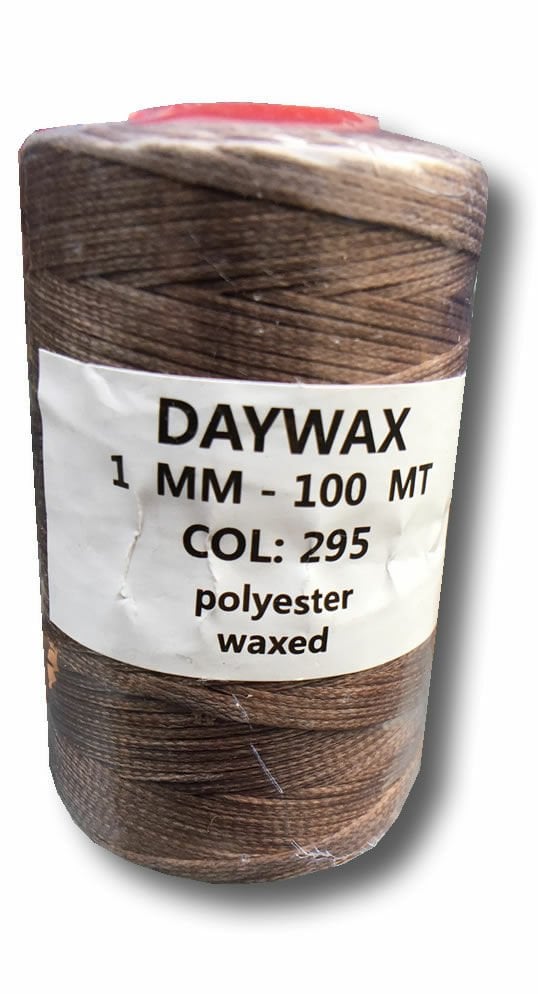 DAYWAX
1 MM - 100 MT
COL: 295
polyester
waxed